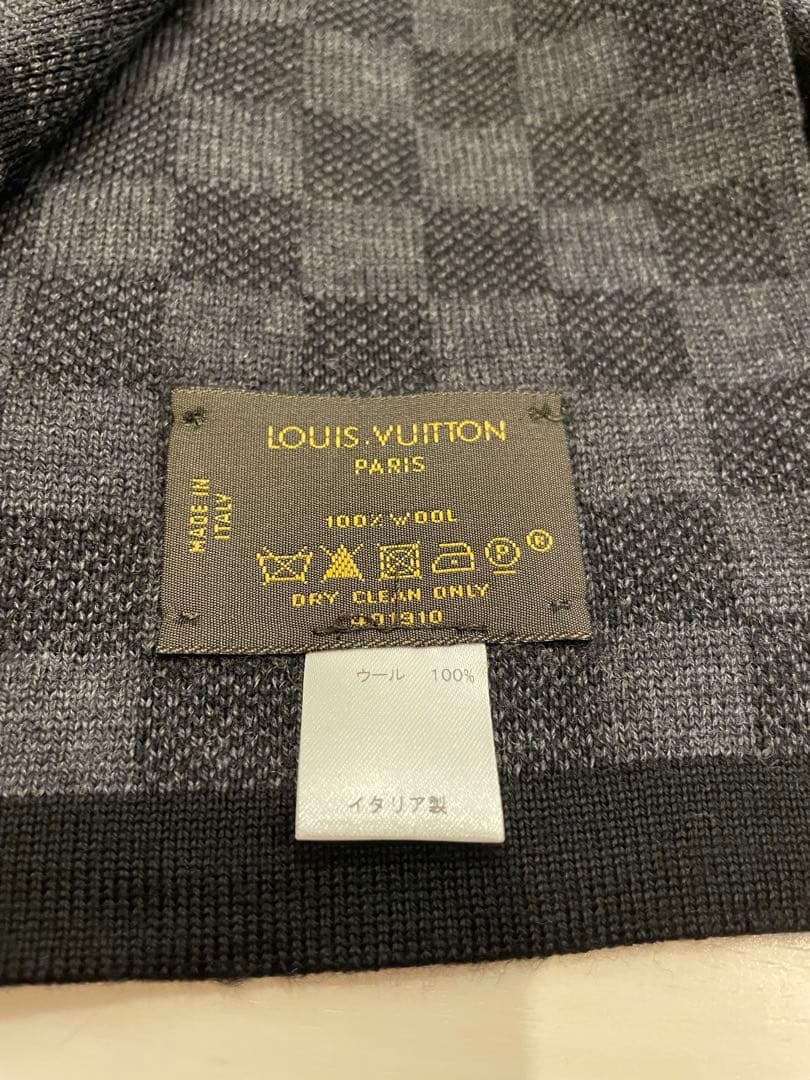 LOUIS.VUITTON
PARIS
MADE IN
ITALY
100% WOOL
P ®
DRY CLEAN ONLY
401910
ウール 100%
イタリア製